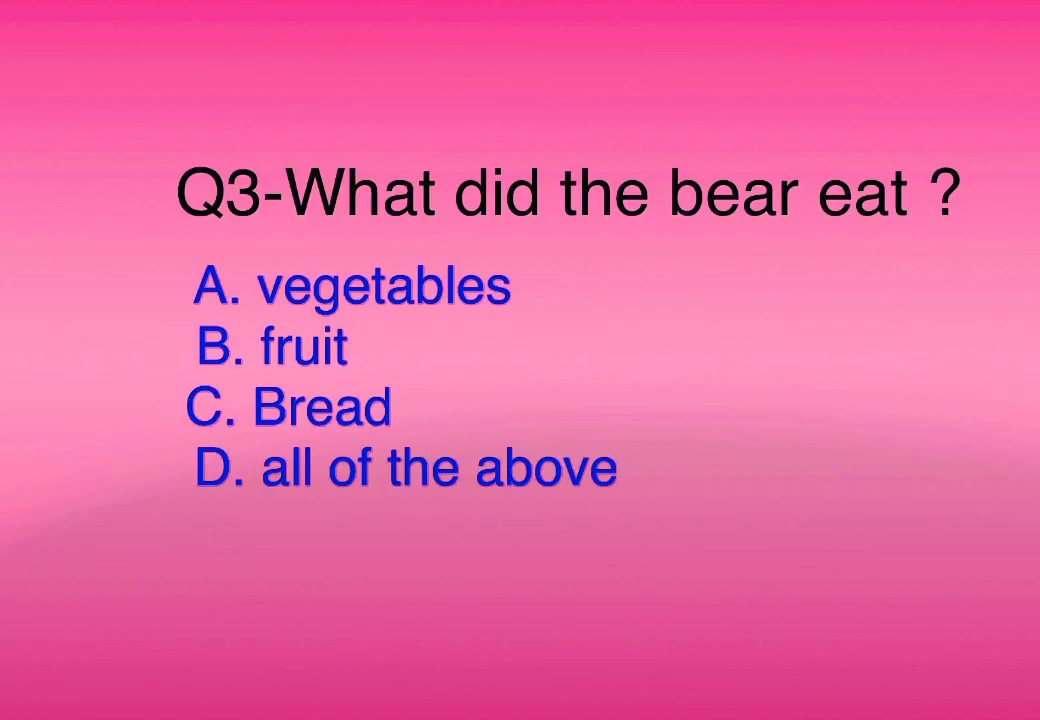 Q3-What did the bear eat ?
A. vegetables
B. fruit
C. Bread
D. all of the above